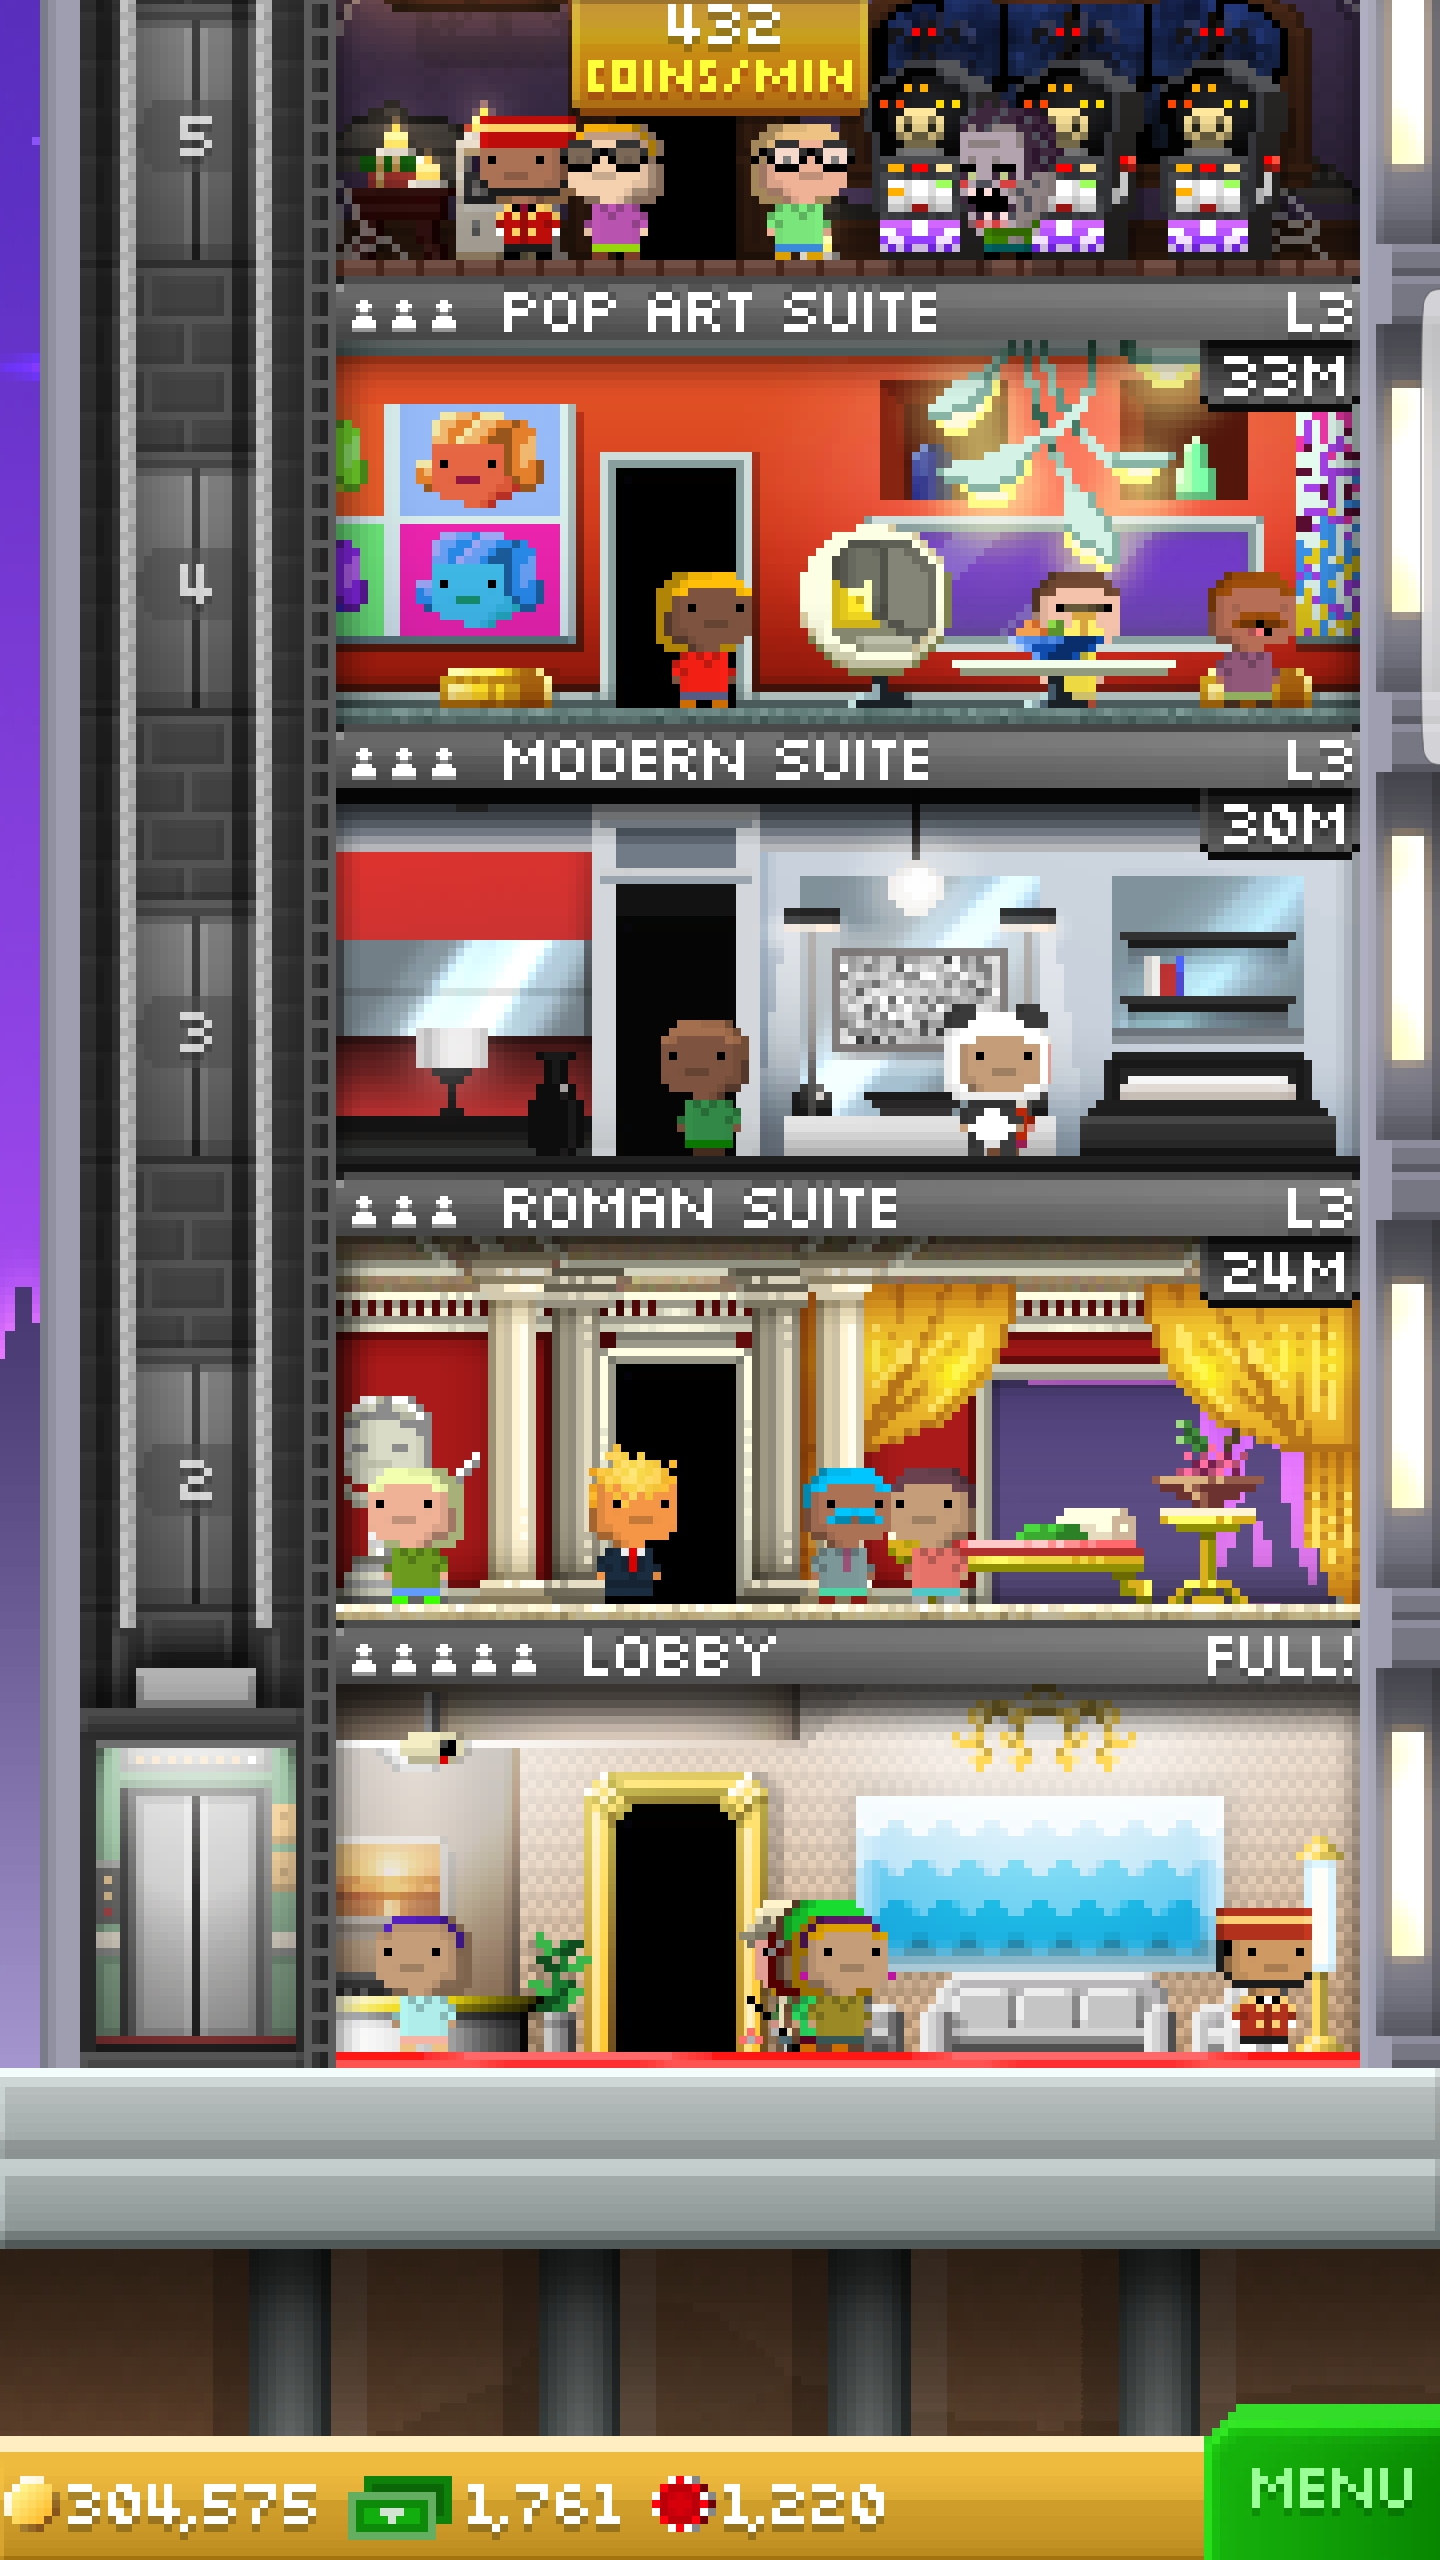 432
COINS/MIN
5
POP ART SUITE L3
33M
4
MODERN SUITE L3
30M
3
ROMAN SUITE L3
24M
2
LOBBY FULL!
304,575 1,761 1,220 MENU